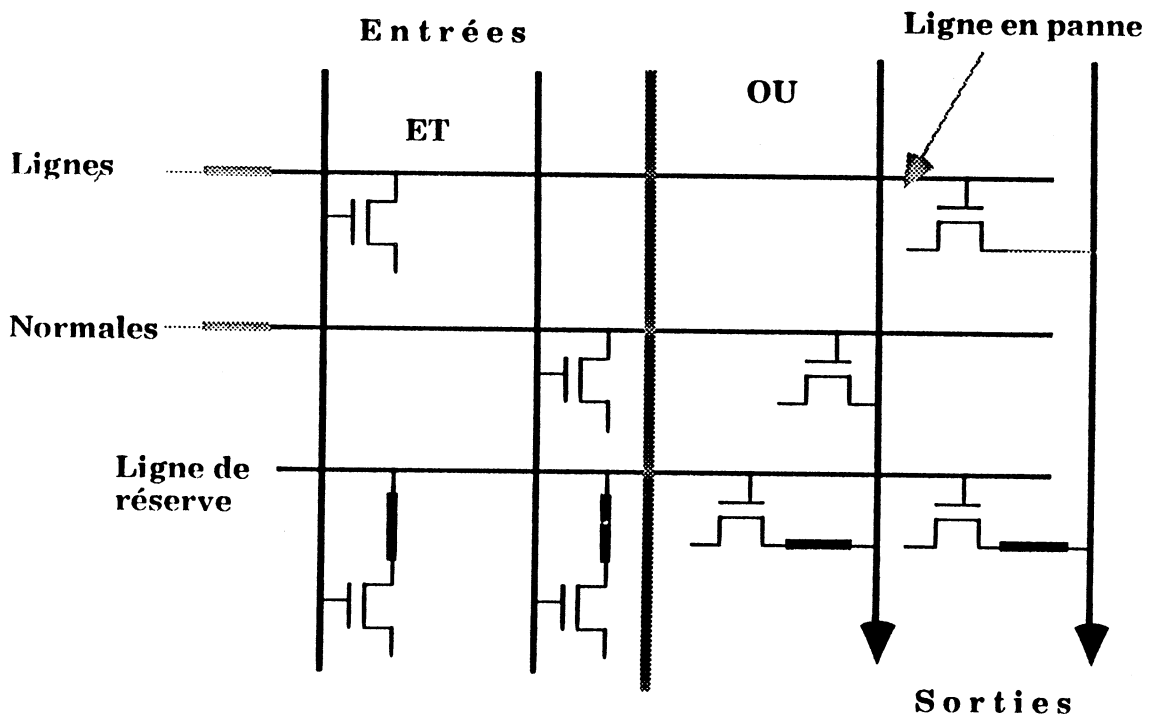 Entrées
Ligne en panne
OU
ET
Lignes
Normales
Ligne de
réserve
Sorties